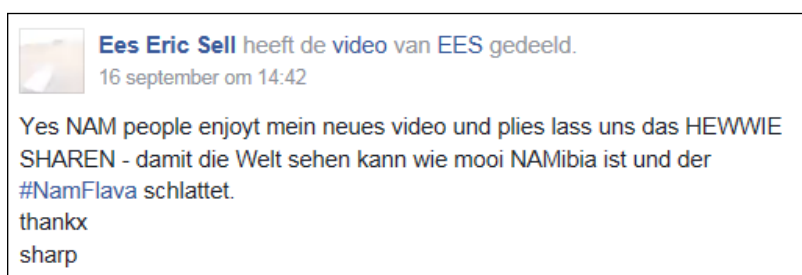 Ees Eric Sell heeft de video van EES gedeeld.
16 september om 14:42
Yes NAM people enjoyt mein neues video und plies lass uns das HEWWIE
SHAREN - damit die Welt sehen kann wie mooi NAMibia ist und der
#NamFlava schlattet.
thankx
sharp